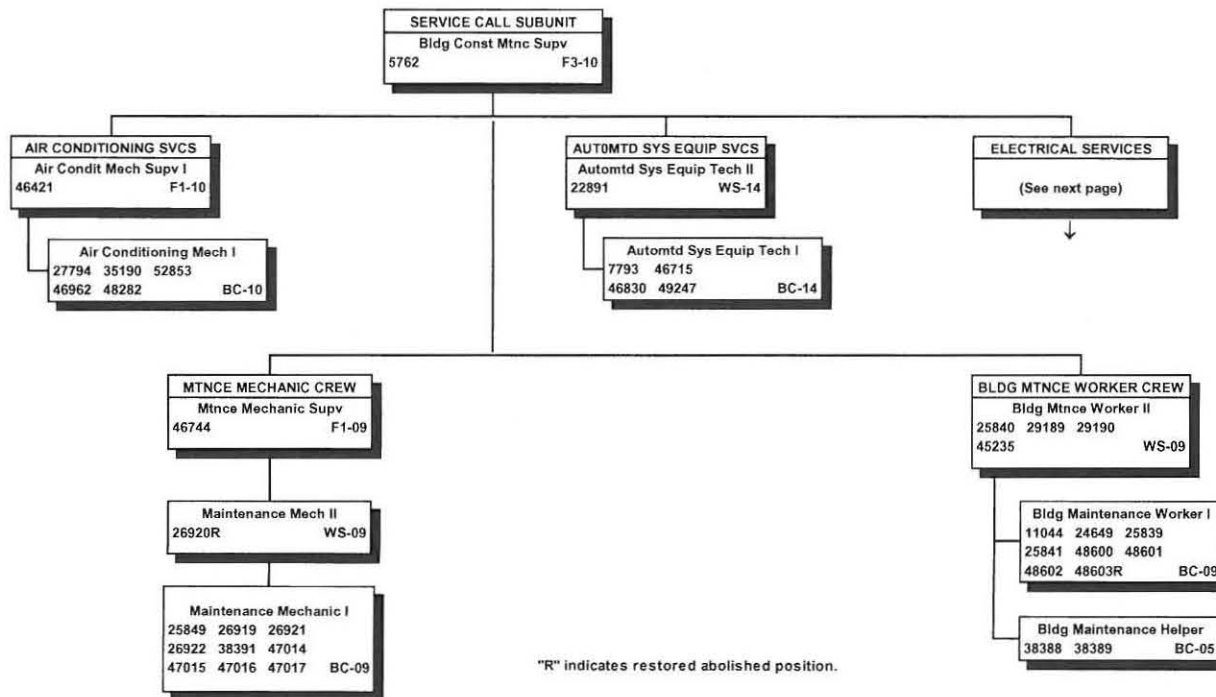 SERVICE CALL SUBUNIT
Bldg Const Mtnc Supv
5762 F3-10
AIR CONDITIONING SVCS
Air Condit Mech Supv I
46421 F1-10
Air Conditioning Mech I
27794 35190 52853
46962 48282 BC-10
AUTOMTD SYS EQUIP SVCS
Automtd Sys Equip Tech II
22891 WS-14
Automtd Sys Equip Tech I
7793 46715
46830 49247 BC-14
ELECTRICAL SERVICES
(See next page)
MTNCE MECHANIC CREW
Mtnce Mechanic Supv
46744 F1-09
Maintenance Mech II
26920R WS-09
Maintenance Mechanic I
25849 26919 26921
26922 38391 47014
47015 47016 47017 BC-09
BLDG MTNCE WORKER CREW
Bldg Mtnce Worker II
25840 29189 29190
45235 WS-09
Bldg Maintenance Worker I
11044 24649 25839
25841 48600 48601
48602 48603R BC-09
Bldg Maintenance Helper
38388 38389 BC-05
"R" indicates restored abolished position.